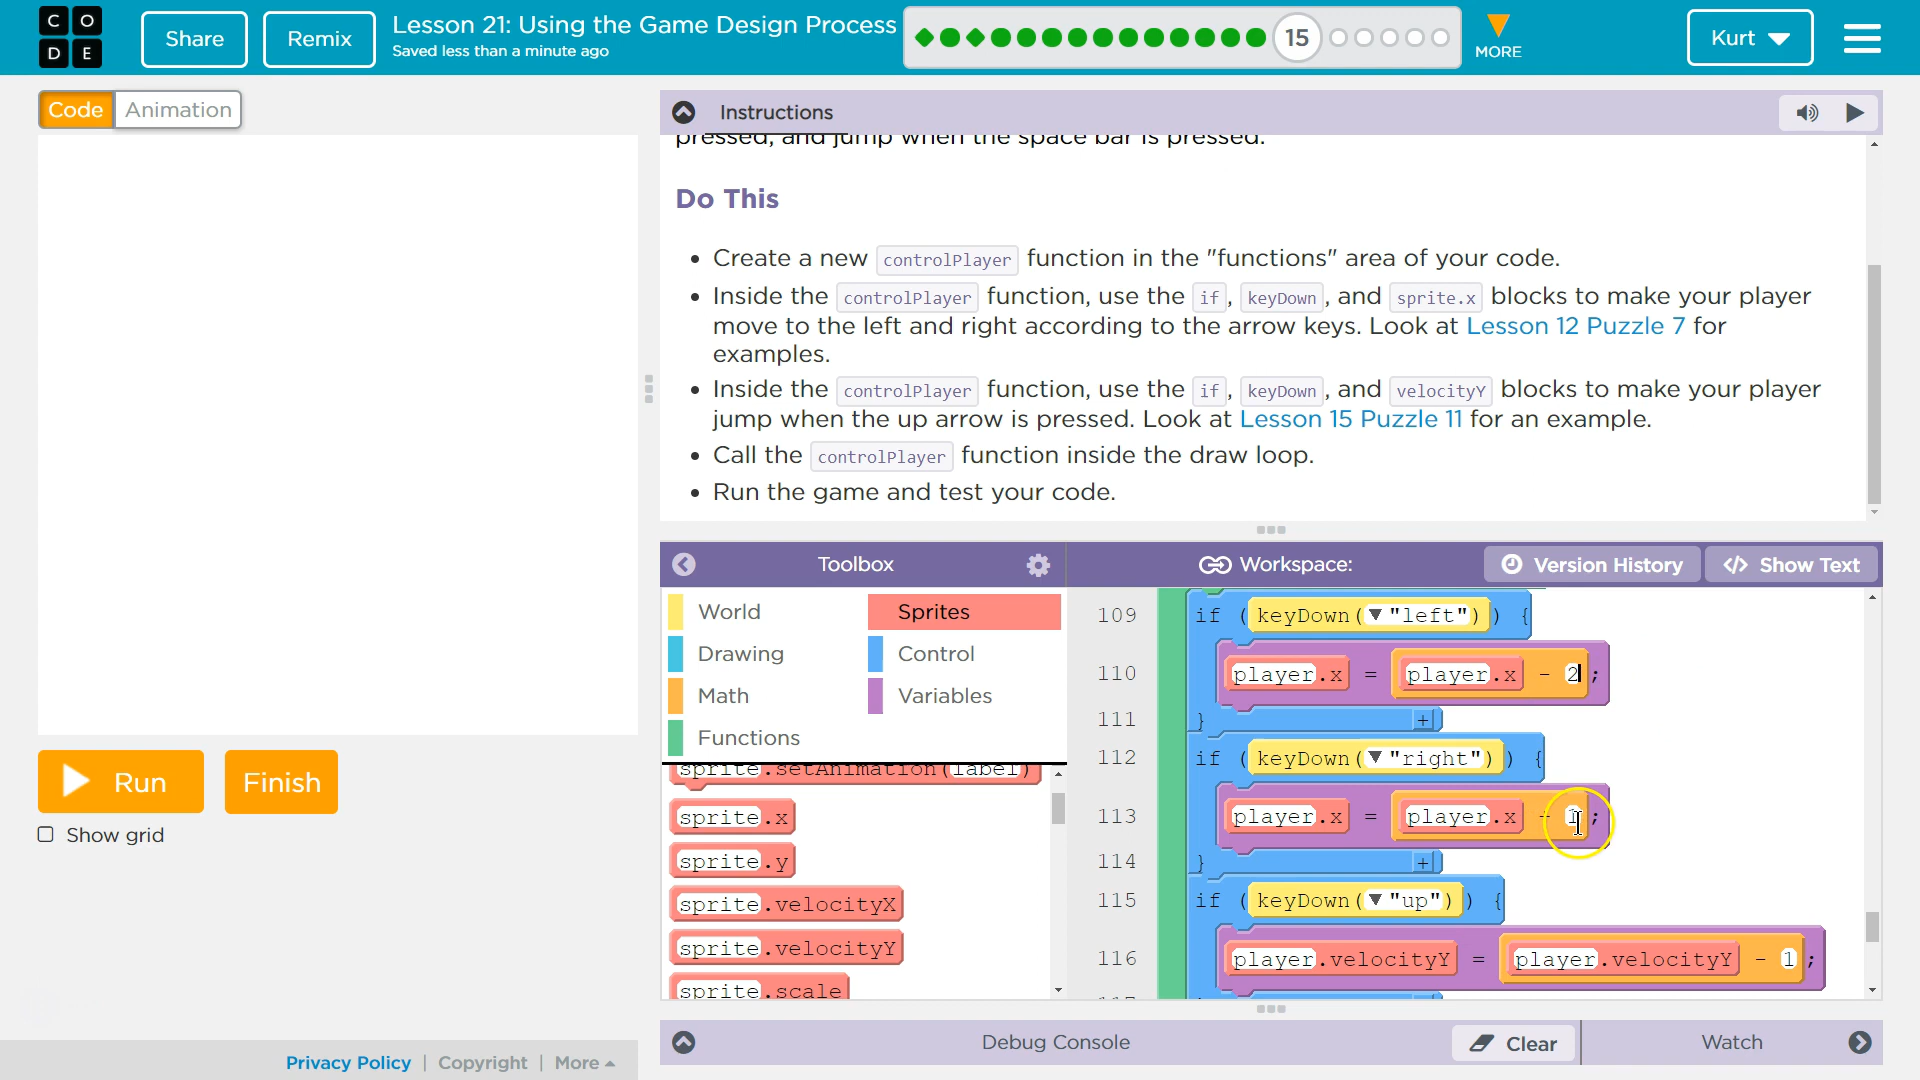 C O
D E
Share
Remix
Lesson 21: Using the Game Design Process
Saved less than a minute ago
15
MORE
Kurt
Code
Animation
Instructions
pressed, and jump when the space bar is pressed.
Do This
Create a new controlPlayer function in the "functions" area of your code.
Inside the controlPlayer function, use the if, keyDown, and sprite.x blocks to make your player
move to the left and right according to the arrow keys. Look at Lesson 12 Puzzle 7 for
examples.
Inside the controlPlayer function, use the if, keyDown, and velocityY blocks to make your player
jump when the up arrow is pressed. Look at Lesson 15 Puzzle 11 for an example.
Call the controlPlayer function inside the draw loop.
Run the game and test your code.
Toolbox
Workspace:
Version History
</> Show Text
World
Sprites
Drawing
Control
Math
Variables
Functions
sprite.setAnimation(label)
sprite.x
sprite.y
sprite.velocityX
sprite.velocityY
sprite.scale
109 if (keyDown(▼ "left")) {
110 player.x = player.x - 2;
111 } +
112 if (keyDown(▼ "right")) {
113 player.x = player.x - 1;
114 } +
115 if (keyDown(▼ "up")) {
116 player.velocityY = player.velocityY - 1;
Run
Finish
Show grid
Debug Console
Clear
Watch
Privacy Policy | Copyright | More